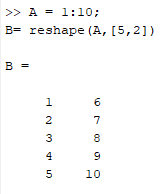 >> A = 1:10;
B= reshape(A,[5,2])
B =
1 6
2 7
3 8
4 9
5 10